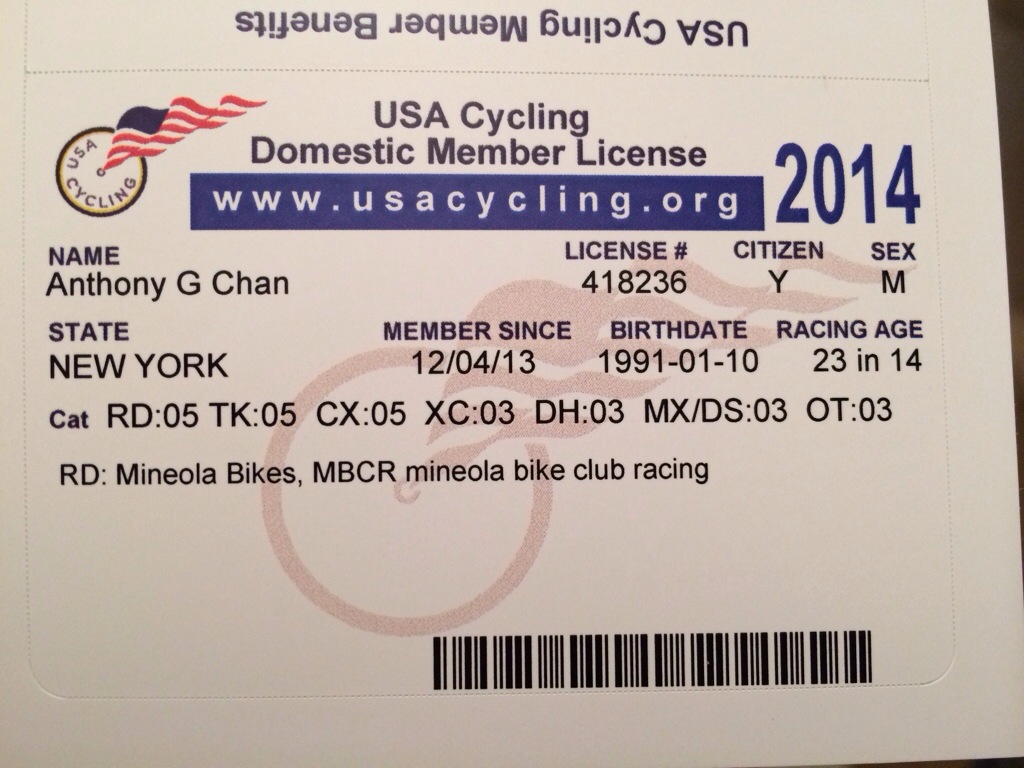 USA Cycling Member Benefits
USA CYCLING
USA Cycling
Domestic Member License
www.usacycling.org
2014
NAME LICENSE # CITIZEN SEX
Anthony G Chan 418236 Y M
STATE MEMBER SINCE BIRTHDATE RACING AGE
NEW YORK 12/04/13 1991-01-10 23 in 14
Cat RD:05 TK:05 CX:05 XC:03 DH:03 MX/DS:03 OT:03
RD: Mineola Bikes, MBCR mineola bike club racing